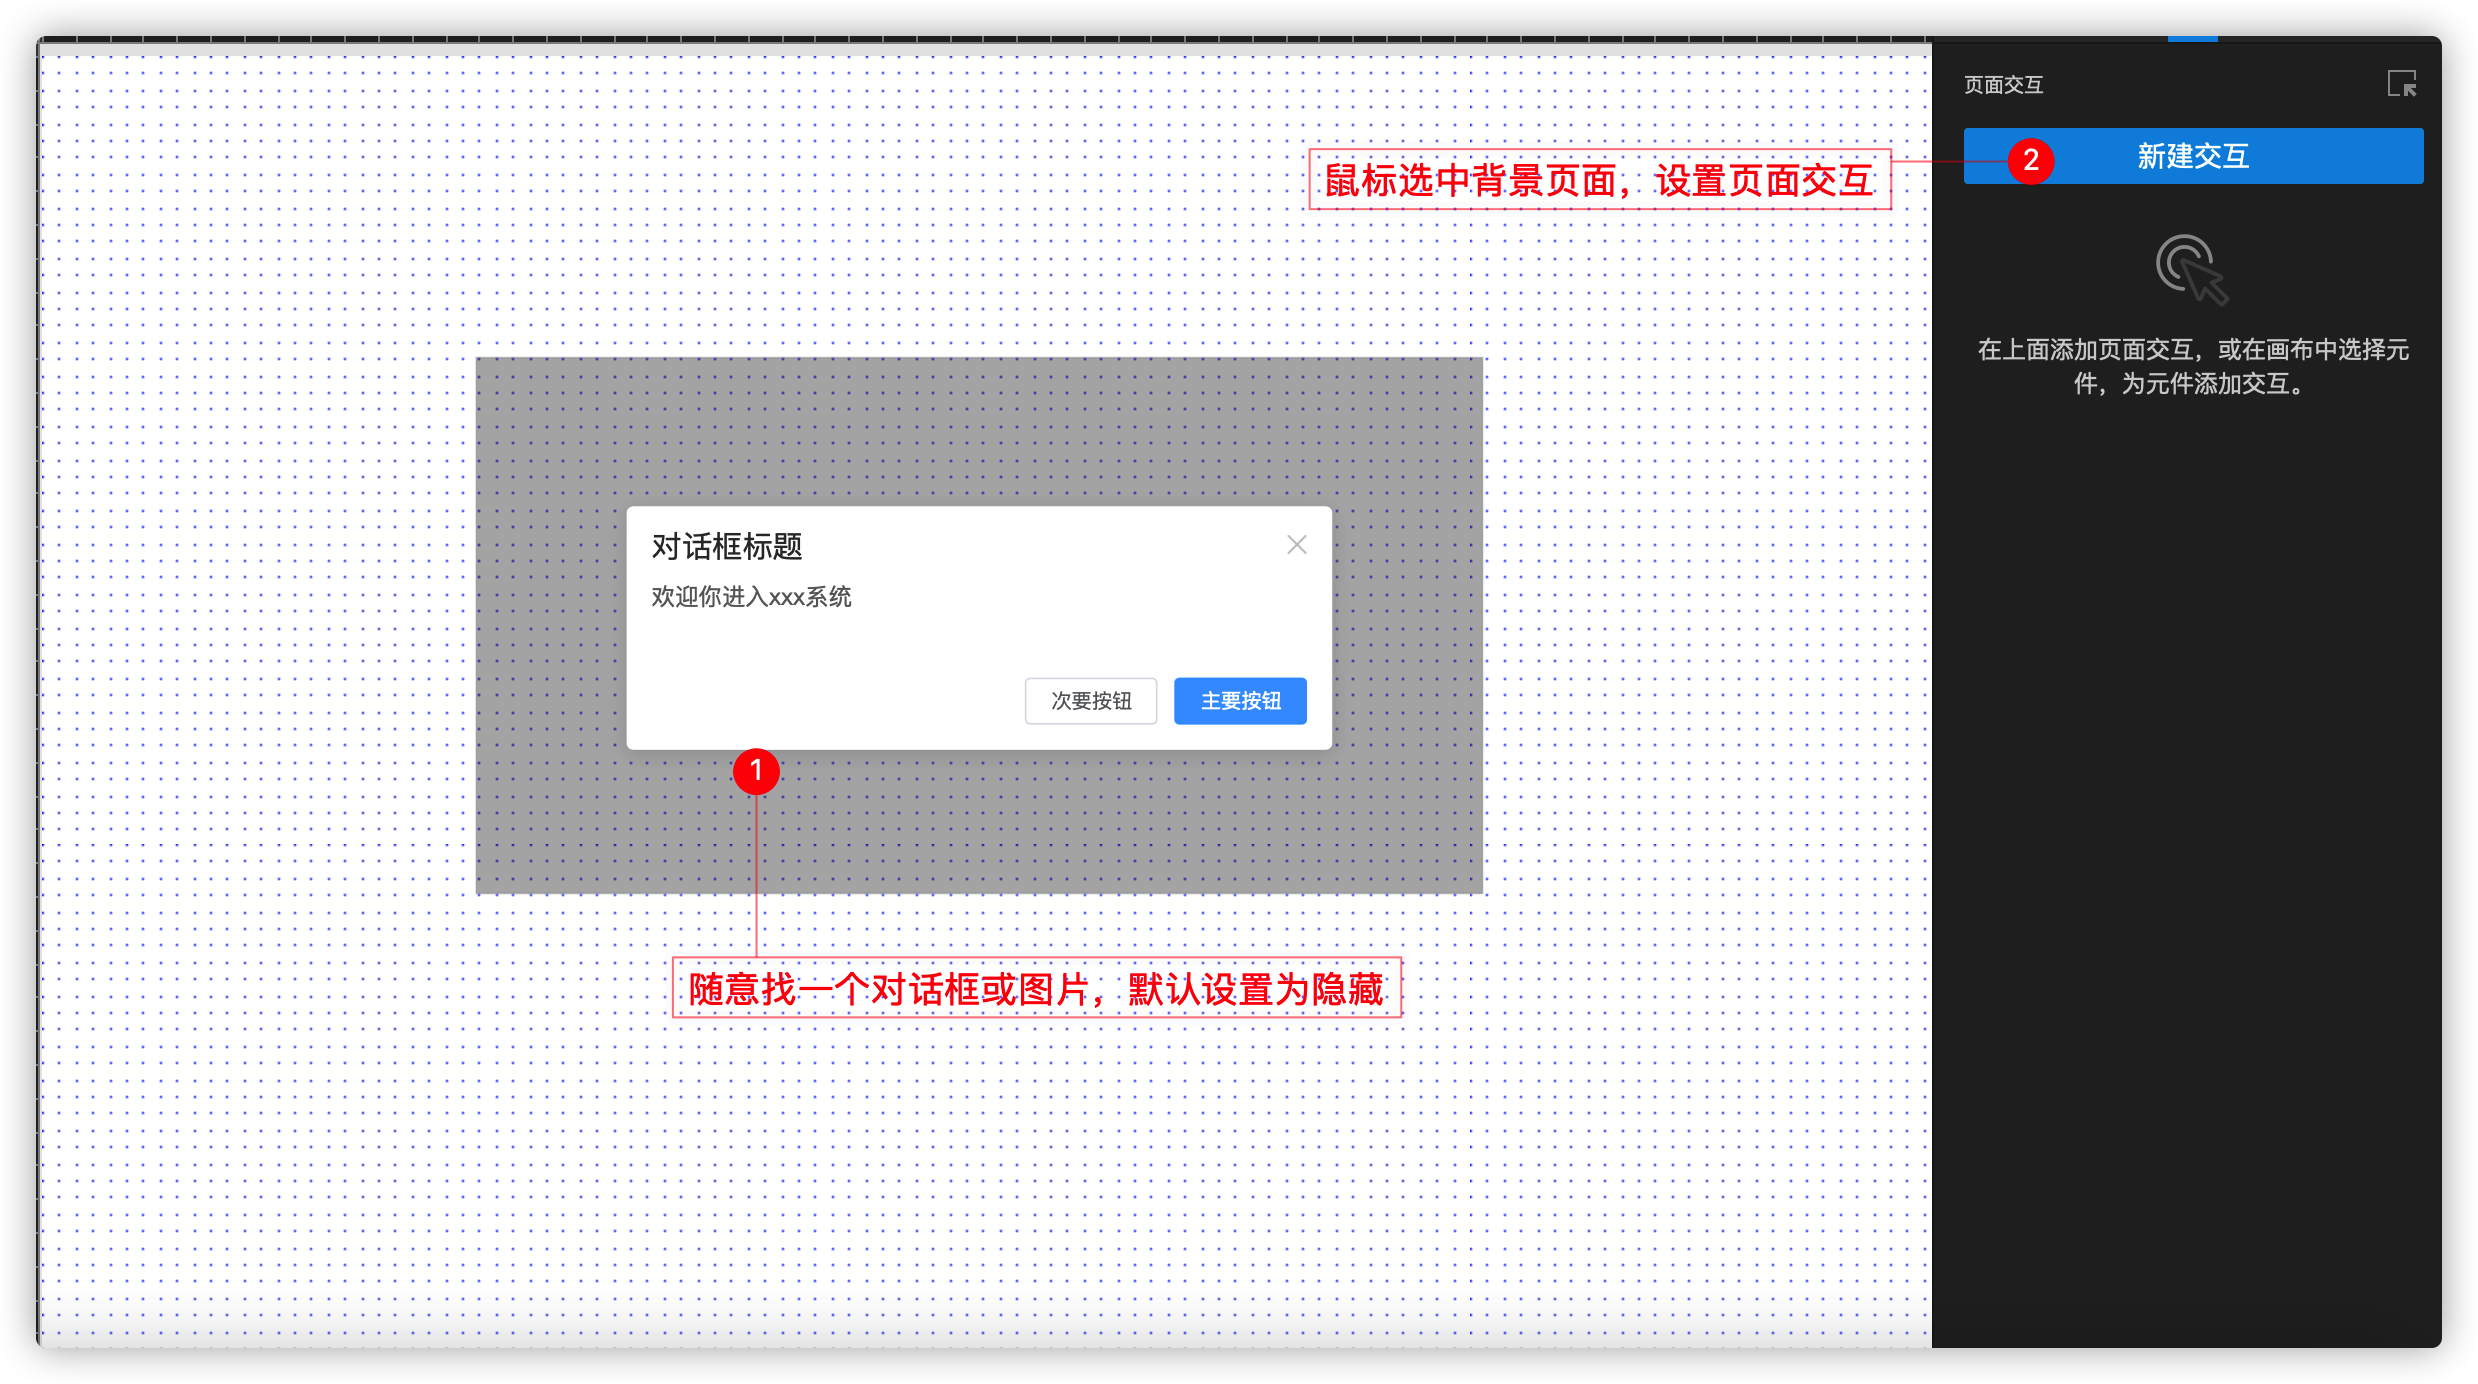 页面交互
鼠标选中背景页面，设置页面交互
2
新建交互
在上面添加页面交互，或在画布中选择元
件，为元件添加交互。
对话框标题
欢迎你进入xxx系统
次要按钮
主要按钮
1
随意找一个对话框或图片，默认设置为隐藏